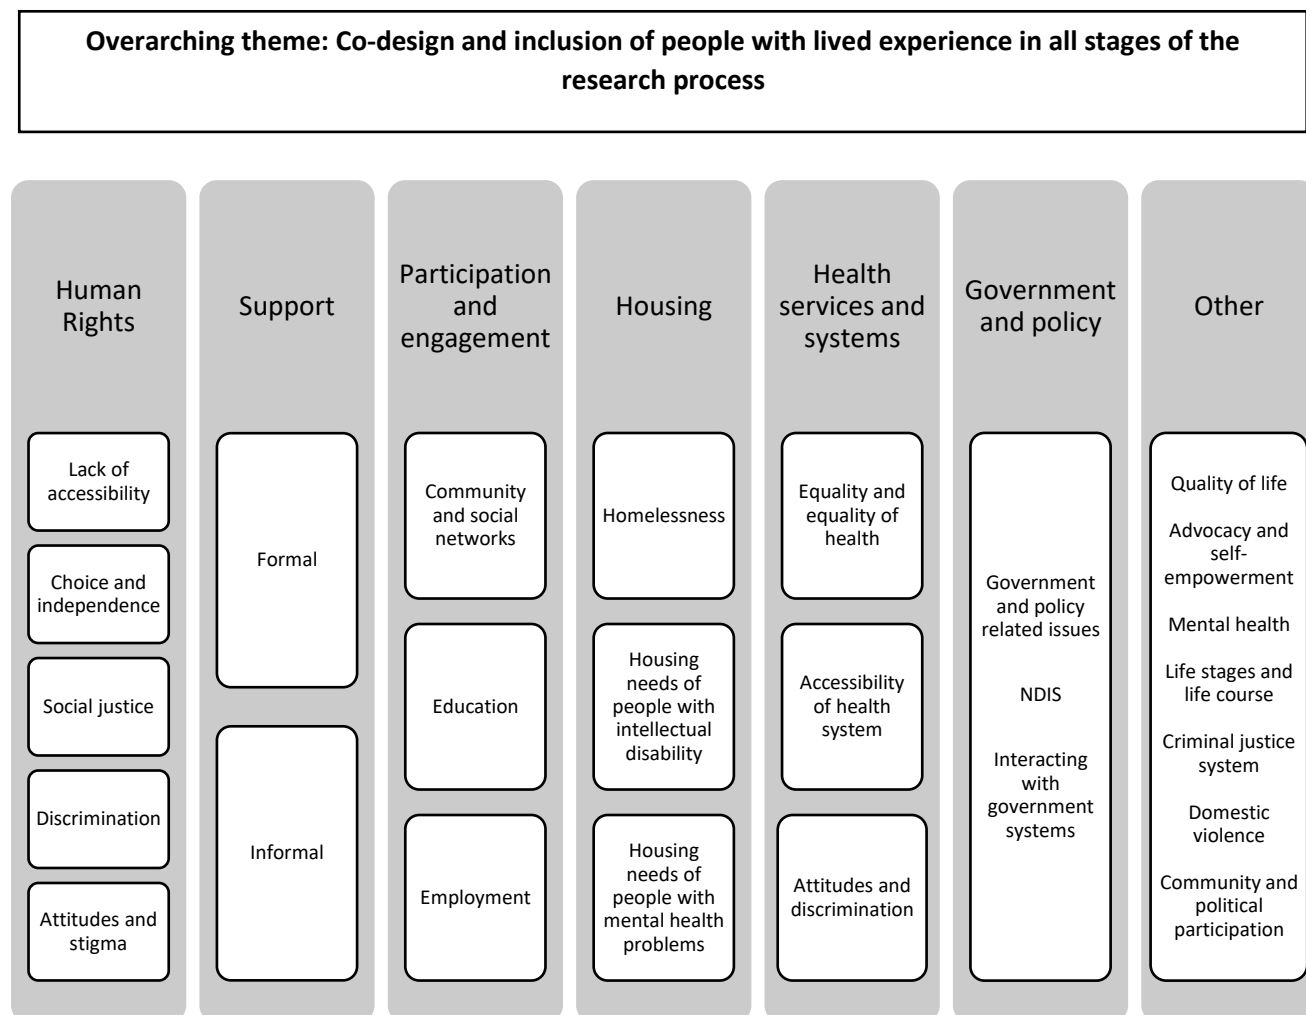 Overarching theme: Co-design and inclusion of people with lived experience in all stages of the
research process
Human
Rights
Lack of
accessibility
Choice and
independence
Social justice
Discrimination
Attitudes and
stigma
Support
Formal
Informal
Participation
and
engagement
Community
and social
networks
Education
Employment
Housing
Homelessness
Housing
needs of
people with
intellectual
disability
Housing
needs of
people with
mental health
problems
Health
services and
systems
Equality and
equality of
health
Accessibility
of health
system
Attitudes and
discrimination
Government
and policy
Government
and policy
related issues
NDIS
Interacting
with
government
systems
Other
Quality of life
Advocacy and
self-
empowerment
Mental health
Life stages and
life course
Criminal justice
system
Domestic
violence
Community and
political
participation